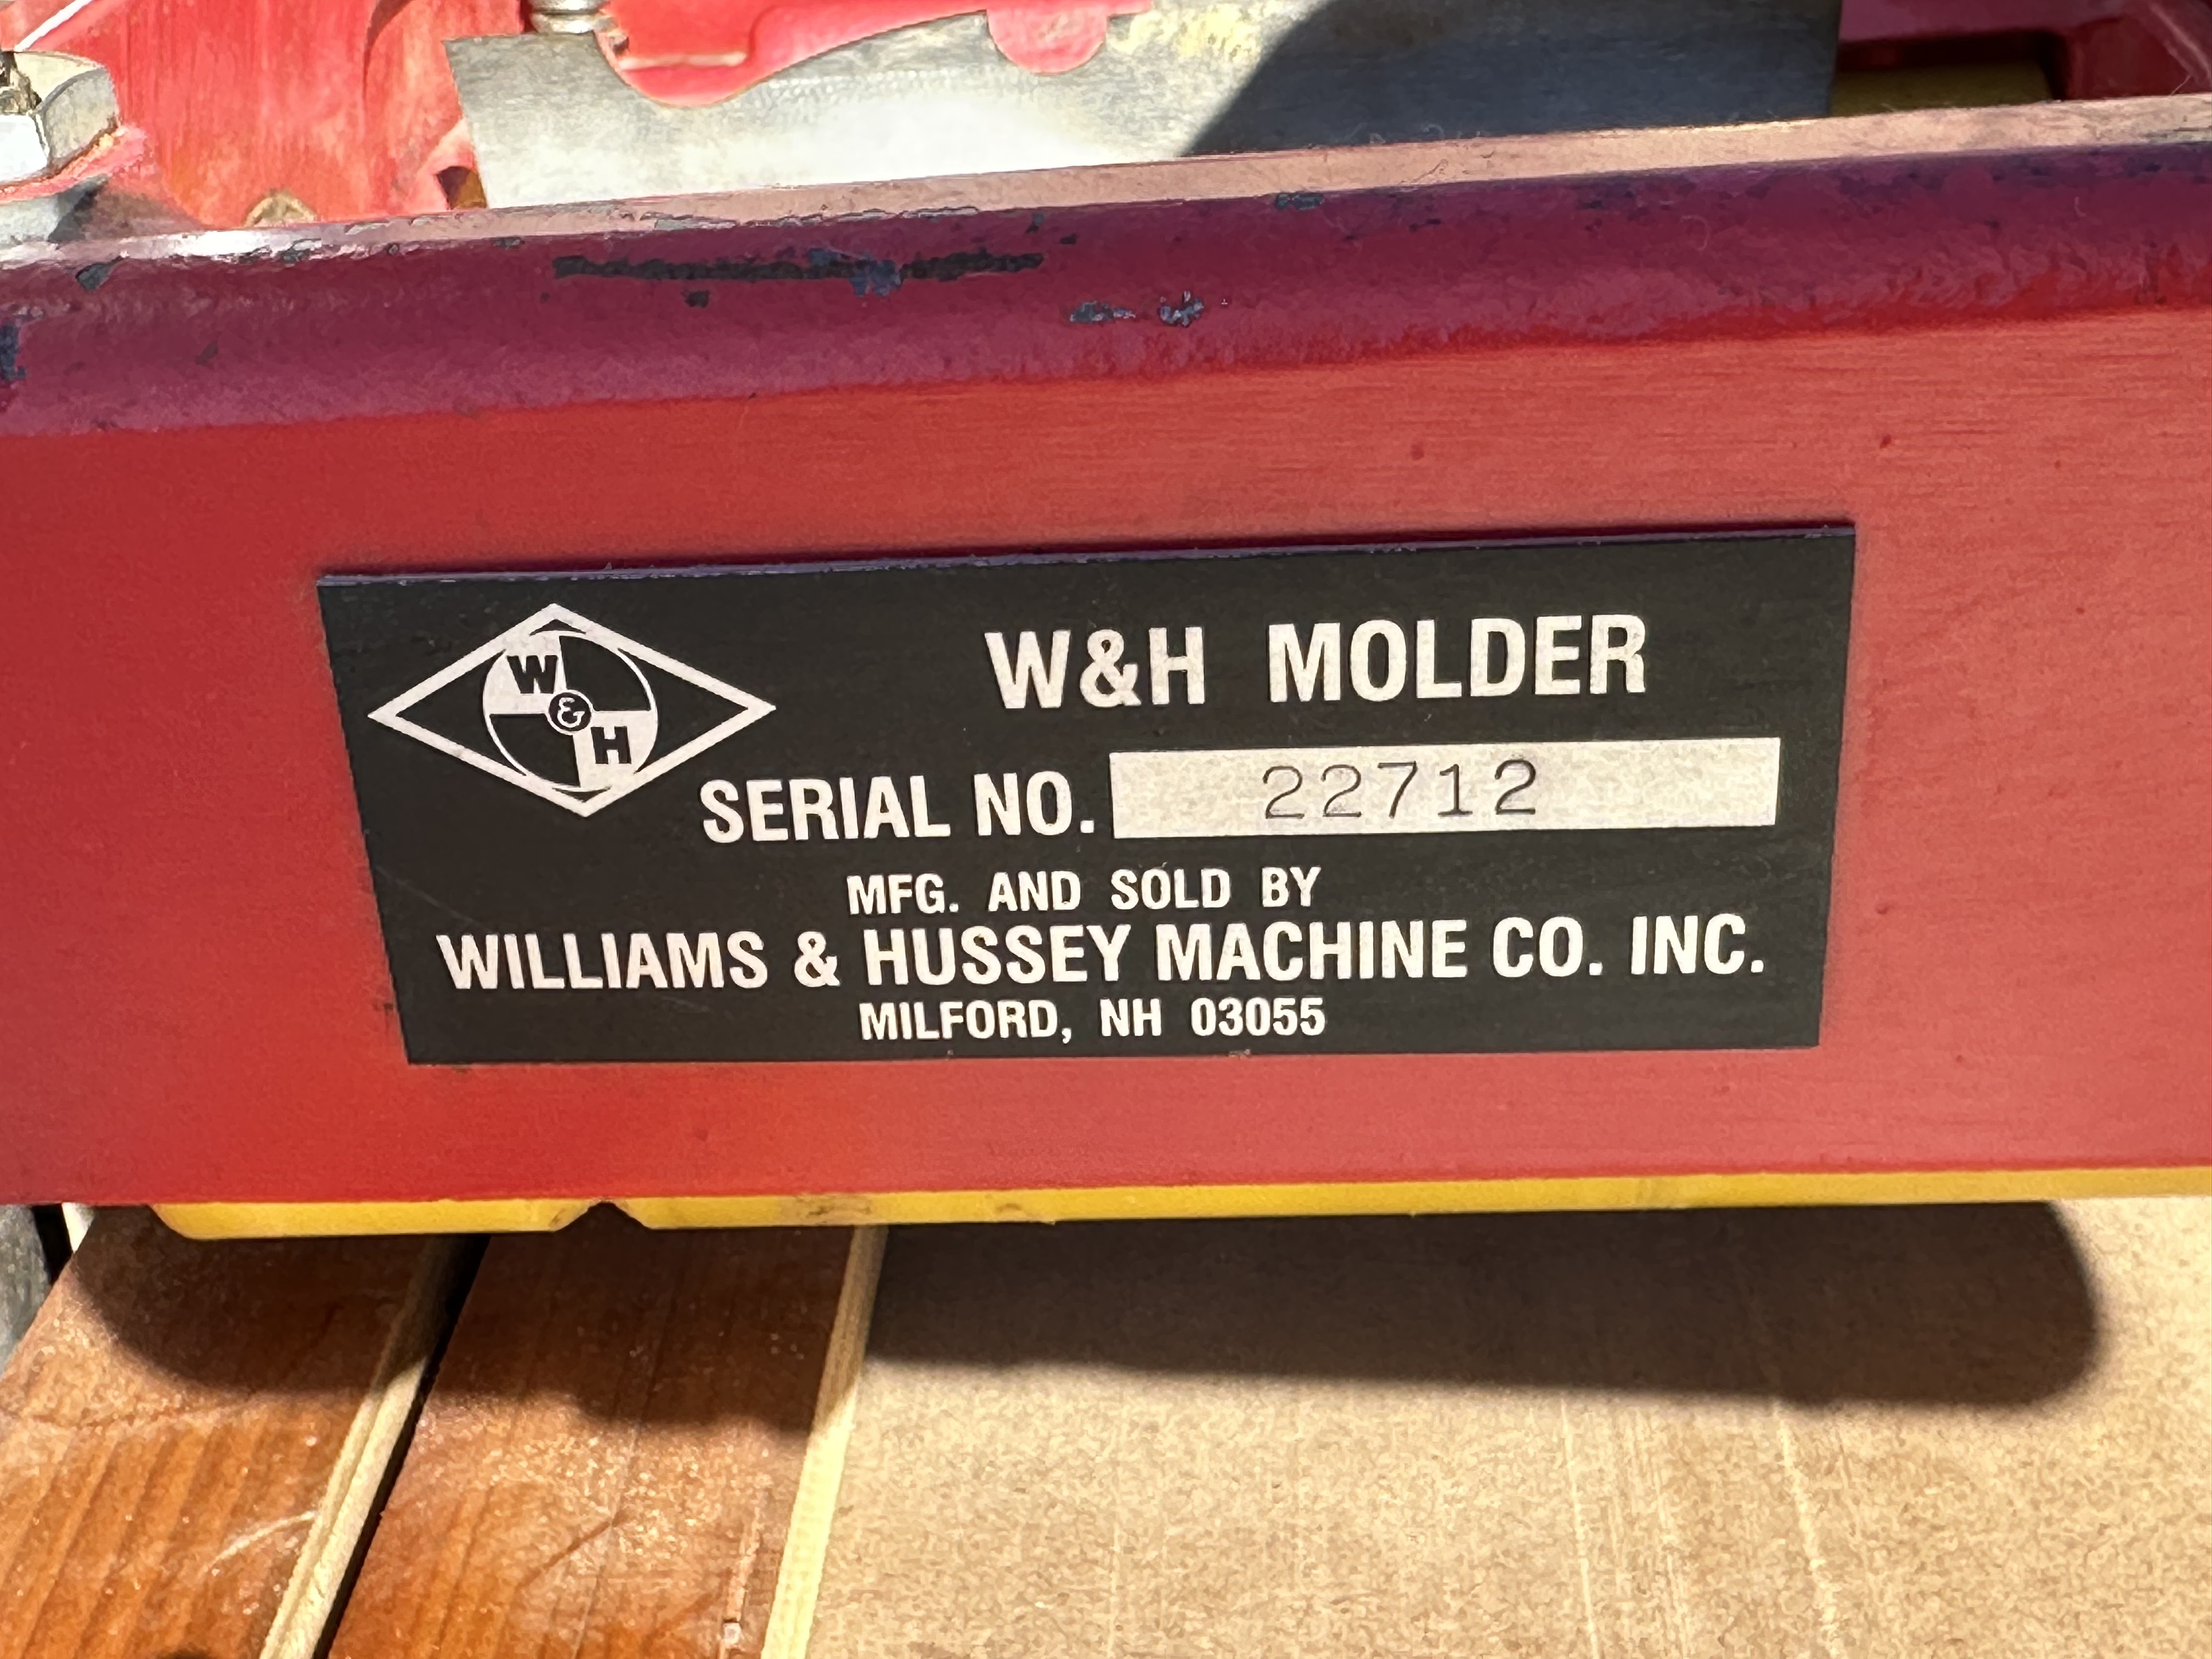 W & H
W&H MOLDER
SERIAL NO. 22712
MFG. AND SOLD BY
WILLIAMS & HUSSEY MACHINE CO. INC.
MILFORD, NH 03055